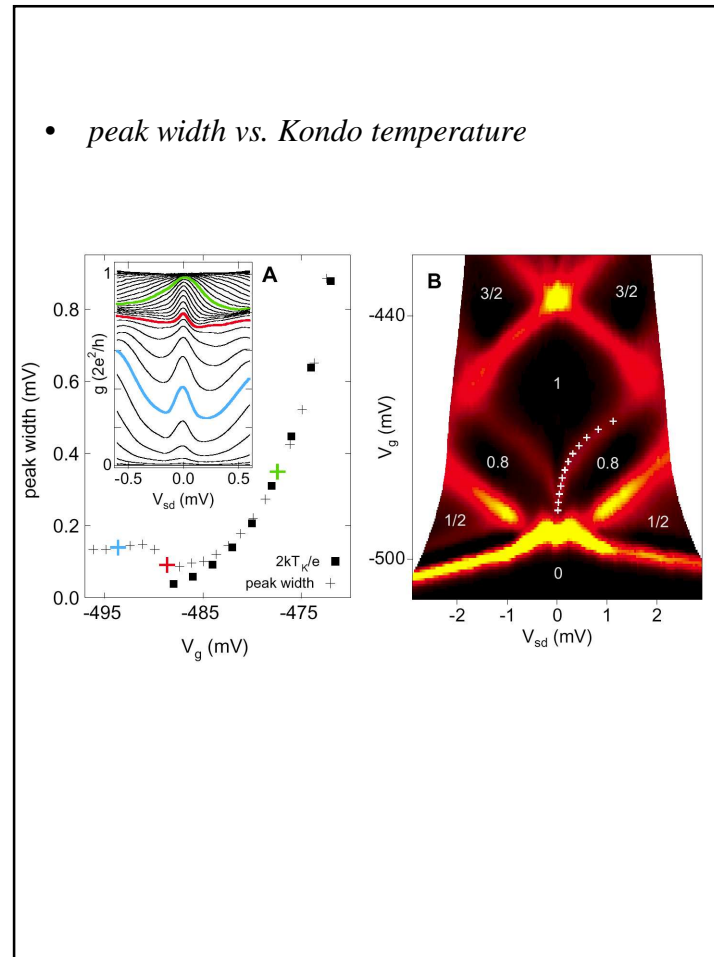 • peak width vs. Kondo temperature
A
1
g (2e²/h)
0
-0.5 0.0 0.5
V_sd (mV)
0.8
0.6
0.4
0.2
0.0
peak width (mV)
2kT_K/e ■
peak width +
-495 -485 -475
V_g (mV)
B
3/2 3/2
1
0.8 0.8
1/2 1/2
0
-440
-500
V_g (mV)
-2 -1 0 1 2
V_sd (mV)